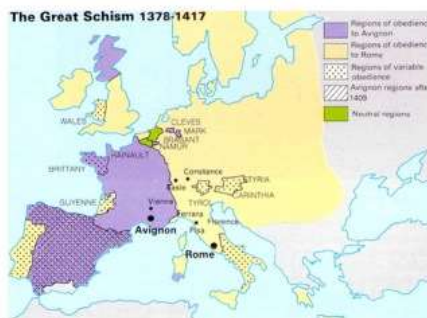 The Great Schism 1378-1417
Regions of obedience
to Avignon
Regions of obedience
to Rome
Regions of variable
obedience
Avignon regions after
1409
Neutral regions
WALES
CLEVES
MARK
BRABANT
NAMUR
HAINAULT
BRITTANY
Constance
Basle
STYRIA
TYROL
CARINTHIA
GUYENNE
Vienna
Ferrara
Florence
Pisa
Avignon
Rome